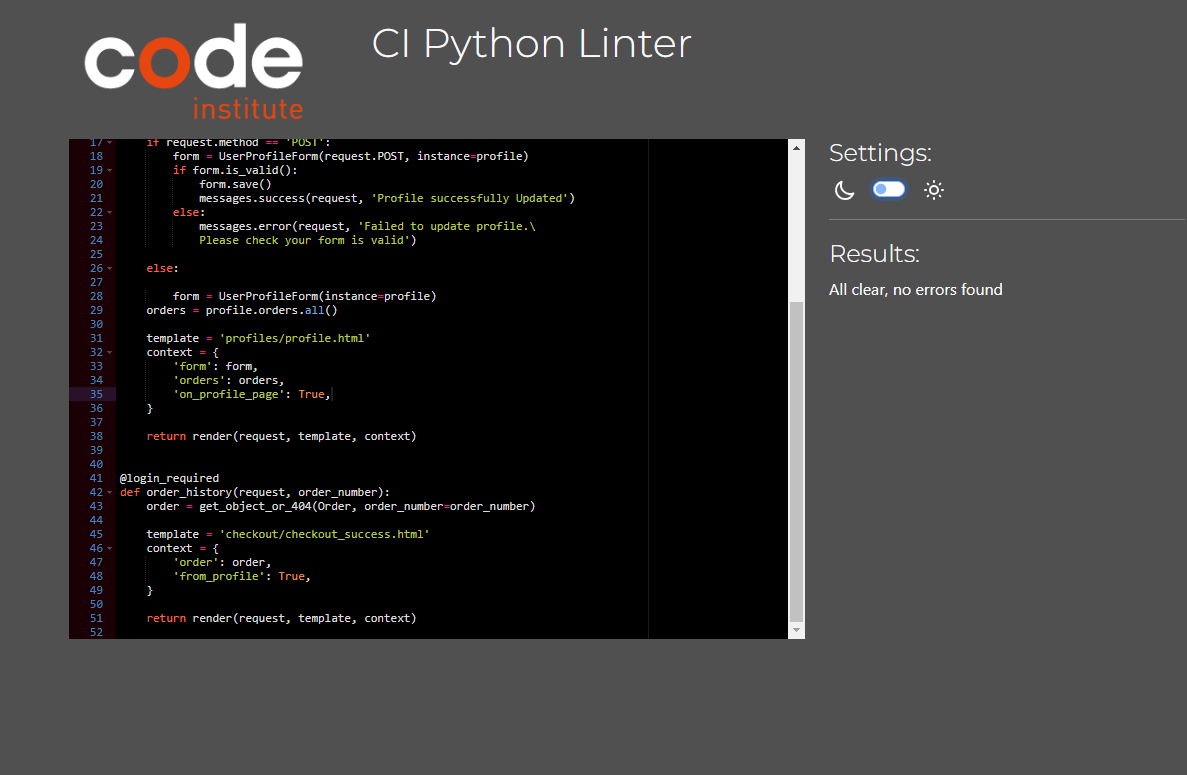 code
institute
CI Python Linter
17 if request.method == 'POST':
18 form = UserProfileForm(request.POST, instance=profile)
19 if form.is_valid():
20 form.save()
21 messages.success(request, 'Profile successfully Updated')
22 else:
23 messages.error(request, 'Failed to update profile.\
24 Please check your form is valid')
25
26 else:
27
28 form = UserProfileForm(instance=profile)
29 orders = profile.orders.all()
30
31 template = 'profiles/profile.html'
32 context = {
33 'form': form,
34 'orders': orders,
35 'on_profile_page': True,
36 }
37
38 return render(request, template, context)
39
40
41 @login_required
42 def order_history(request, order_number):
43 order = get_object_or_404(Order, order_number=order_number)
44
45 template = 'checkout/checkout_success.html'
46 context = {
47 'order': order,
48 'from_profile': True,
49 }
50
51 return render(request, template, context)
52
Settings:
Results:
All clear, no errors found